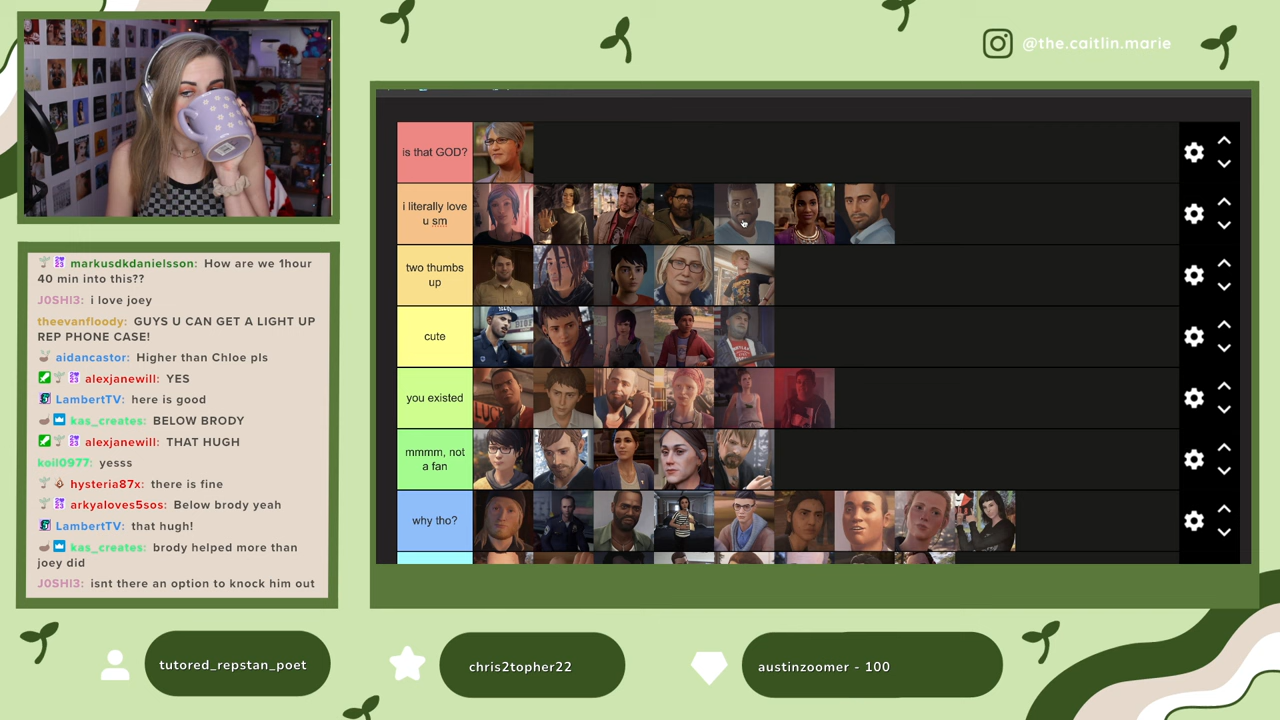 @the.caitlin.marie
is that GOD?
i literally love
u sm
two thumbs
up
cute
you existed
mmmm, not
a fan
why tho?
markusdkdanielsson: How are we 1hour
40 min into this??
J0SHI3: i love joey
theevanfloody: GUYS U CAN GET A LIGHT UP
REP PHONE CASE!
aidancastor: Higher than Chloe pls
alexjanewill: YES
LambertTV: here is good
kas_creates: BELOW BRODY
alexjanewill: THAT HUGH
koil0977: yesss
hysteria87x: there is fine
arkyaloves5sos: Below brody yeah
LambertTV: that hugh!
kas_creates: brody helped more than
joey did
J0SHI3: isnt there an option to knock him out
tutored_repstan_poet
chris2topher22
austinzoomer - 100